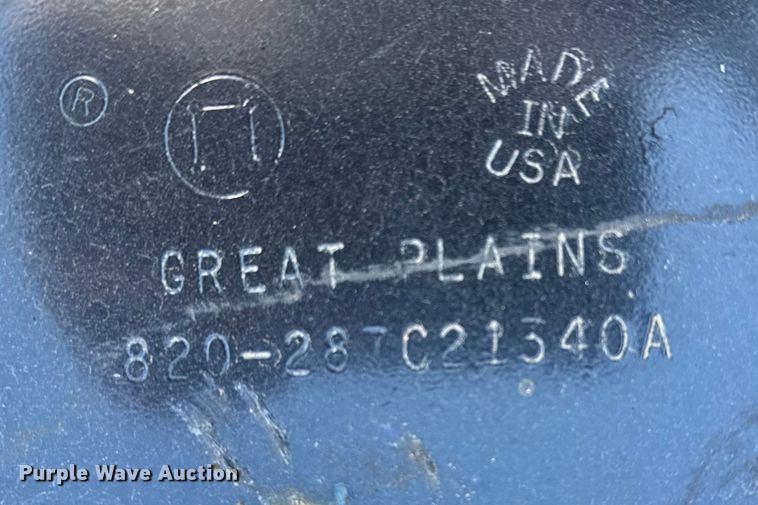 ®
MADE
IN
USA
GREAT PLAINS
820-287C21340A
Purple Wave Auction